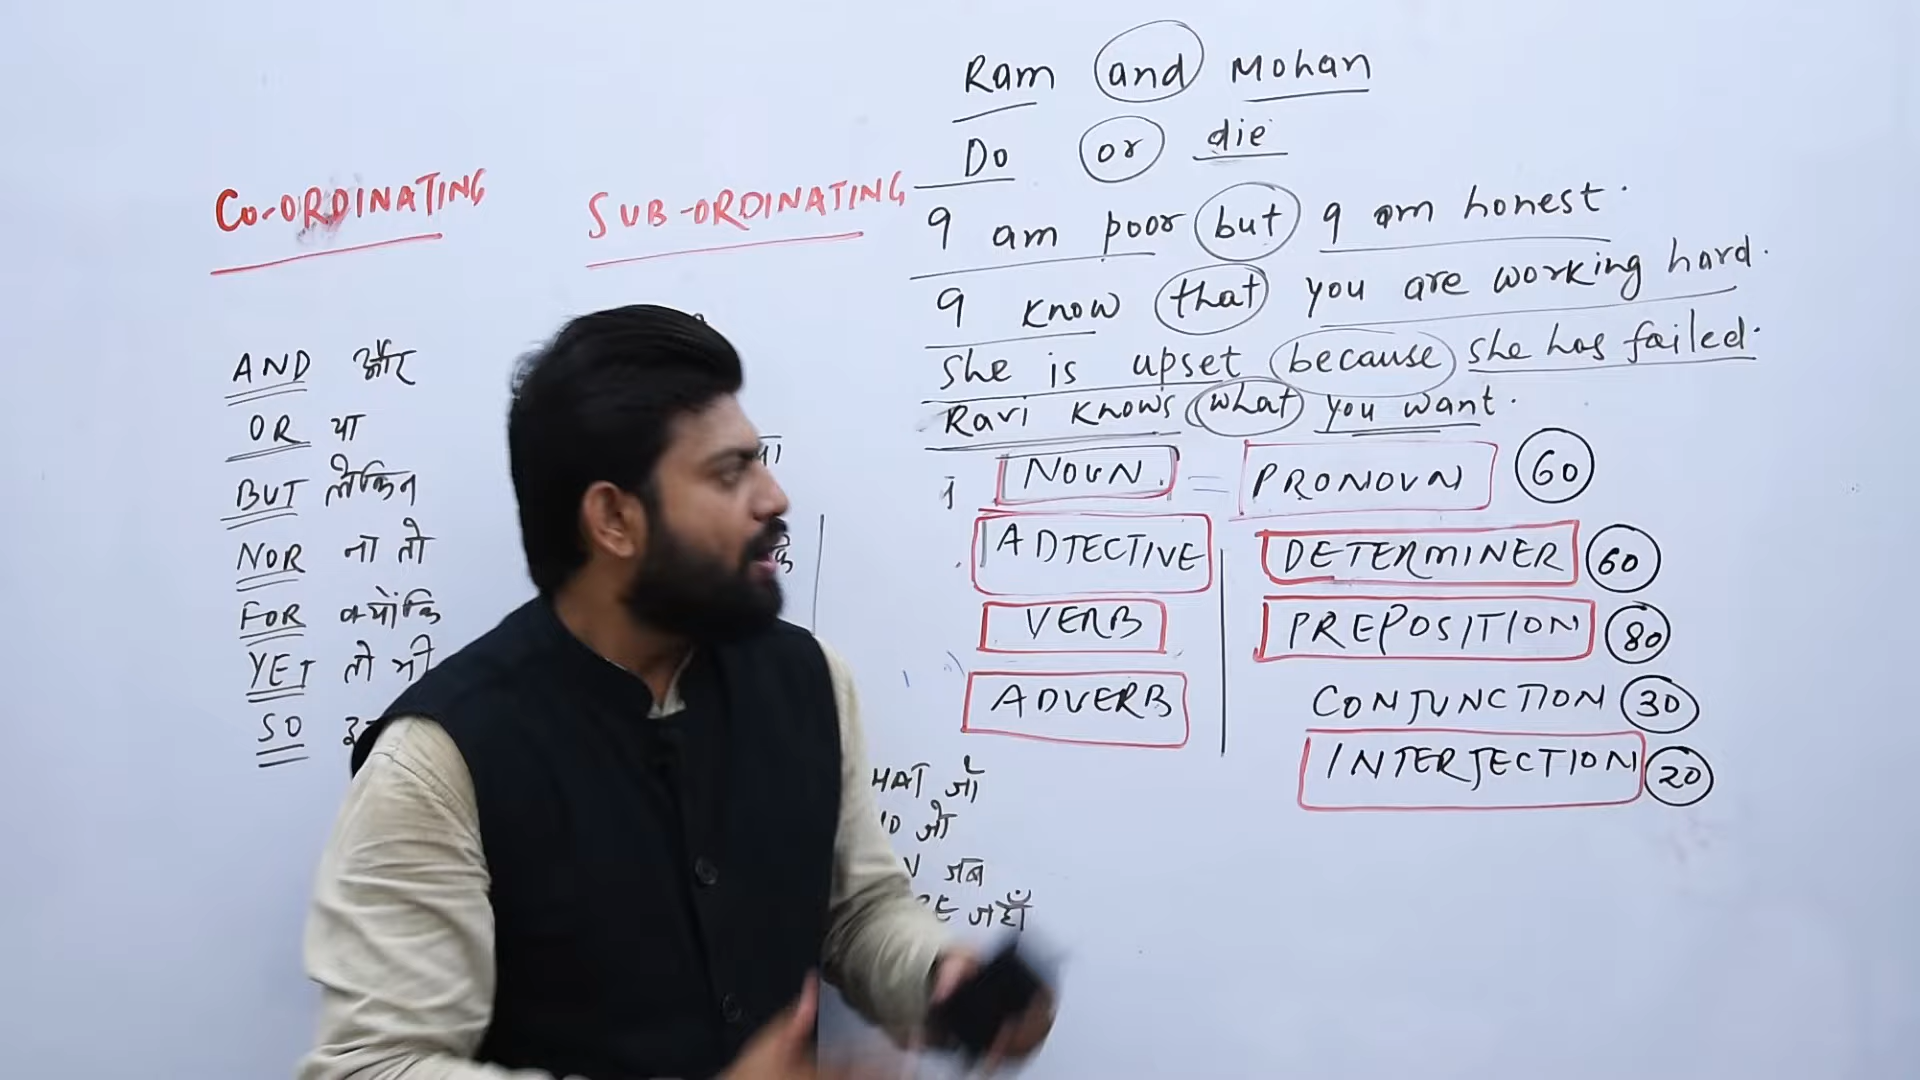 Ram and Mohan
Do or die
I am poor but I am honest.
I know that you are working hard.
She is upset because she has failed.
Ravi knows what you want.
CO-ORDINATING
SUB-ORDINATING
AND और
OR या
BUT लेकिन
NOR ना तो
FOR क्योंकि
YET तो भी
SO
NOUN = PRONOUN 60
ADJECTIVE DETERMINER 60
VERB PREPOSITION 80
ADVERB CONJUNCTION 30
INTERJECTION 20
HAT जो
जो
जब
RE जहाँ